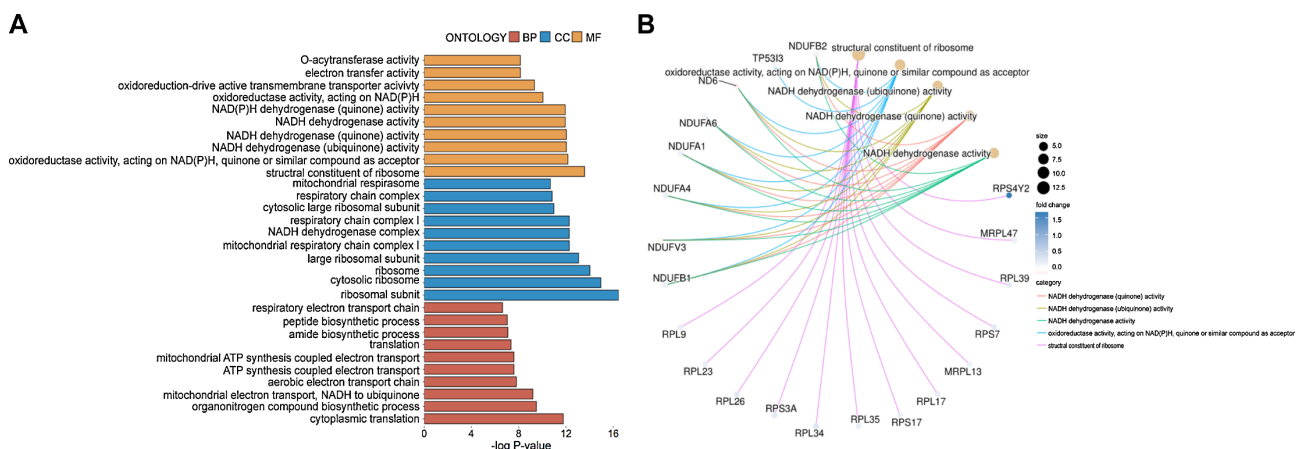 A
ONTOLOGY BP CC MF
O-acytransferase activity
electron transfer activity
oxidoreduction-drive active transmembrane transporter acivity
oxidoreductase activity, acting on NAD(P)H
NAD(P)H dehydrogenase (quinone) activity
NADH dehydrogenase activity
NADH dehydrogenase (quinone) activity
NADH dehydrogenase (ubiquinone) activity
oxidoreductase activity, acting on NAD(P)H, quinone or similar compound as acceptor
structural constituent of ribosome
mitochondrial respirasome
respiratory chain complex
cytosolic large ribosomal subunit
respiratory chain complex I
NADH dehydrogenase complex
mitochondrial respiratory chain complex I
large ribosomal subunit
ribosome
cytosolic ribosome
ribosomal subnit
respiratory electron transport chain
peptide biosynthetic process
amide biosynthetic process
translation
mitochondrial ATP synthesis coupled electron transport
ATP synthesis coupled electron transport
aerobic electron transport chain
mitochondrial electron transport, NADH to ubiquinone
organonitrogen compound biosynthetic process
cytoplasmic translation
0 4 8 12 16
-log P-value
B
NDUFB2 structural constituent of ribosome
TP53I3
oxidoreductase activity, acting on NAD(P)H, quinone or similar compound as acceptor
ND6
NADH dehydrogenase (ubiquinone) activity
NADH dehydrogenase (quinone) activity
NDUFA6
NDUFA1
NADH dehydrogenase activity
NDUFA4
RPS4Y2
NDUFV3
MRPL47
NDUFB1
RPL39
RPL9
RPS7
RPL23
MRPL13
RPL26
RPL17
RPS3A
RPS17
RPL34
RPL35
size
5.0
7.5
10.0
12.5
fold change
1.5
1.0
0.5
0.0
category
NADH dehydrogenase (quinone) activity
NADH dehydrogenase (ubiquinone) activity
NADH dehydrogenase activity
oxidoreductase activity, acting on NAD(P)H, quinone or similar compound as acceptor
structral constituent of ribosome